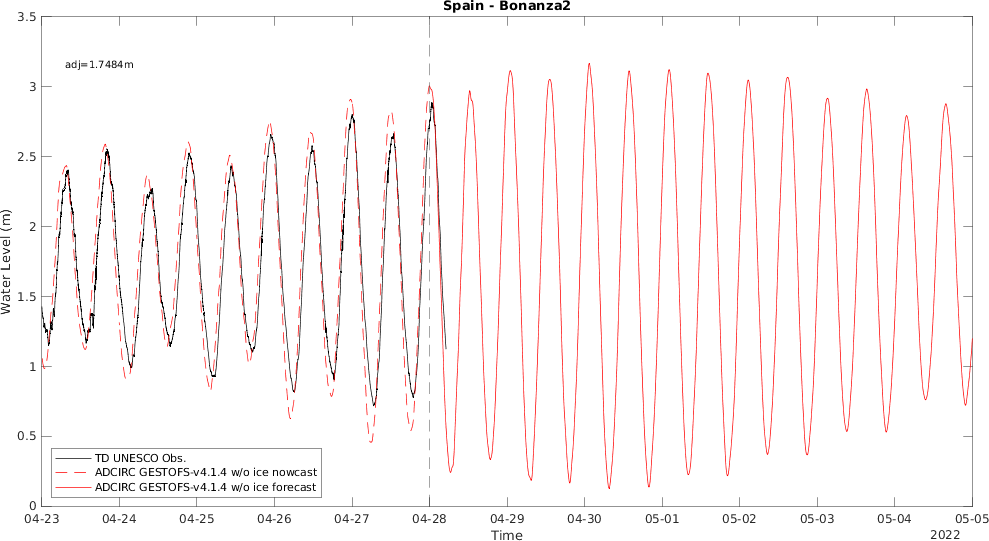 Spain - Bonanza2
adj=1.7484m
3.5
3
2.5
2
1.5
1
0.5
0
Water Level (m)
TD UNESCO Obs.
ADCIRC GESTOFS-v4.1.4 w/o ice nowcast
ADCIRC GESTOFS-v4.1.4 w/o ice forecast
04-23 04-24 04-25 04-26 04-27 04-28 04-29 04-30 05-01 05-02 05-03 05-04 05-05
Time
2022